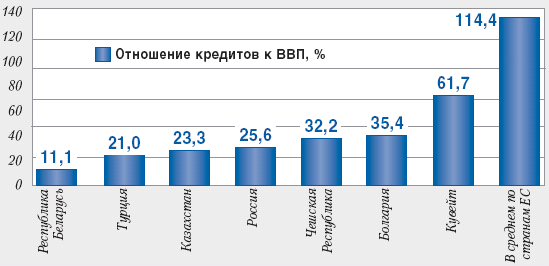 140
120
100
80
60
40
20
0
Отношение кредитов к ВВП, %
11,1
21,0
23,3
25,6
32,2
35,4
61,7
114,4
Республика
Беларусь
Турция
Казахстан
Россия
Чешская
Республика
Болгария
Кувейт
В среднем по
странам ЕС